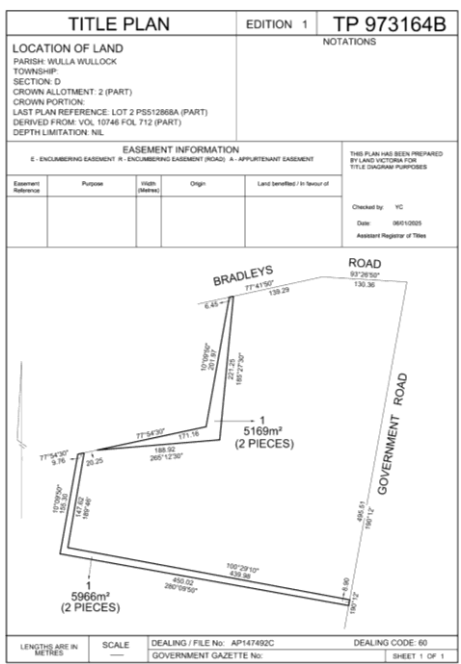 TITLE PLAN
EDITION 1
TP 973164B
LOCATION OF LAND
PARISH: WULLA WULLOCK
TOWNSHIP:
SECTION: D
CROWN ALLOTMENT: 2 (PART)
CROWN PORTION:
LAST PLAN REFERENCE: LOT 2 PS512868A (PART)
DERIVED FROM: VOL 10746 FOL 712 (PART)
DEPTH LIMITATION: NIL
NOTATIONS
EASEMENT INFORMATION
E - ENCUMBERING EASEMENT R - ENCUMBERING EASEMENT (ROAD) A - APPURTENANT EASEMENT
THIS PLAN HAS BEEN PREPARED
BY LAND VICTORIA FOR
TITLE DIAGRAM PURPOSES
Easement
Reference
Purpose
Width
(Metres)
Origin
Land benefited / In favour of
Checked by: YC
Date: 06/01/2025
Assistant Registrar of Titles
BRADLEYS
ROAD
77°41'50"
139.29
93°26'50"
130.36
6.45
10°09'50"
201.97
221.25
185°27'30"
1
5169m²
(2 PIECES)
77°54'30"
171.16
188.92
265°12'30"
77°54'30"
9.76
20.25
10°09'50"
155.30
147.62
189°46'
GOVERNMENT ROAD
495.51
190°12'
100°29'10"
439.98
450.02
280°09'50"
6.90
190°12'
1
5966m²
(2 PIECES)
LENGTHS ARE IN
METRES
SCALE
DEALING / FILE No: AP147492C
DEALING CODE: 60
GOVERNMENT GAZETTE No:
SHEET 1 OF 1